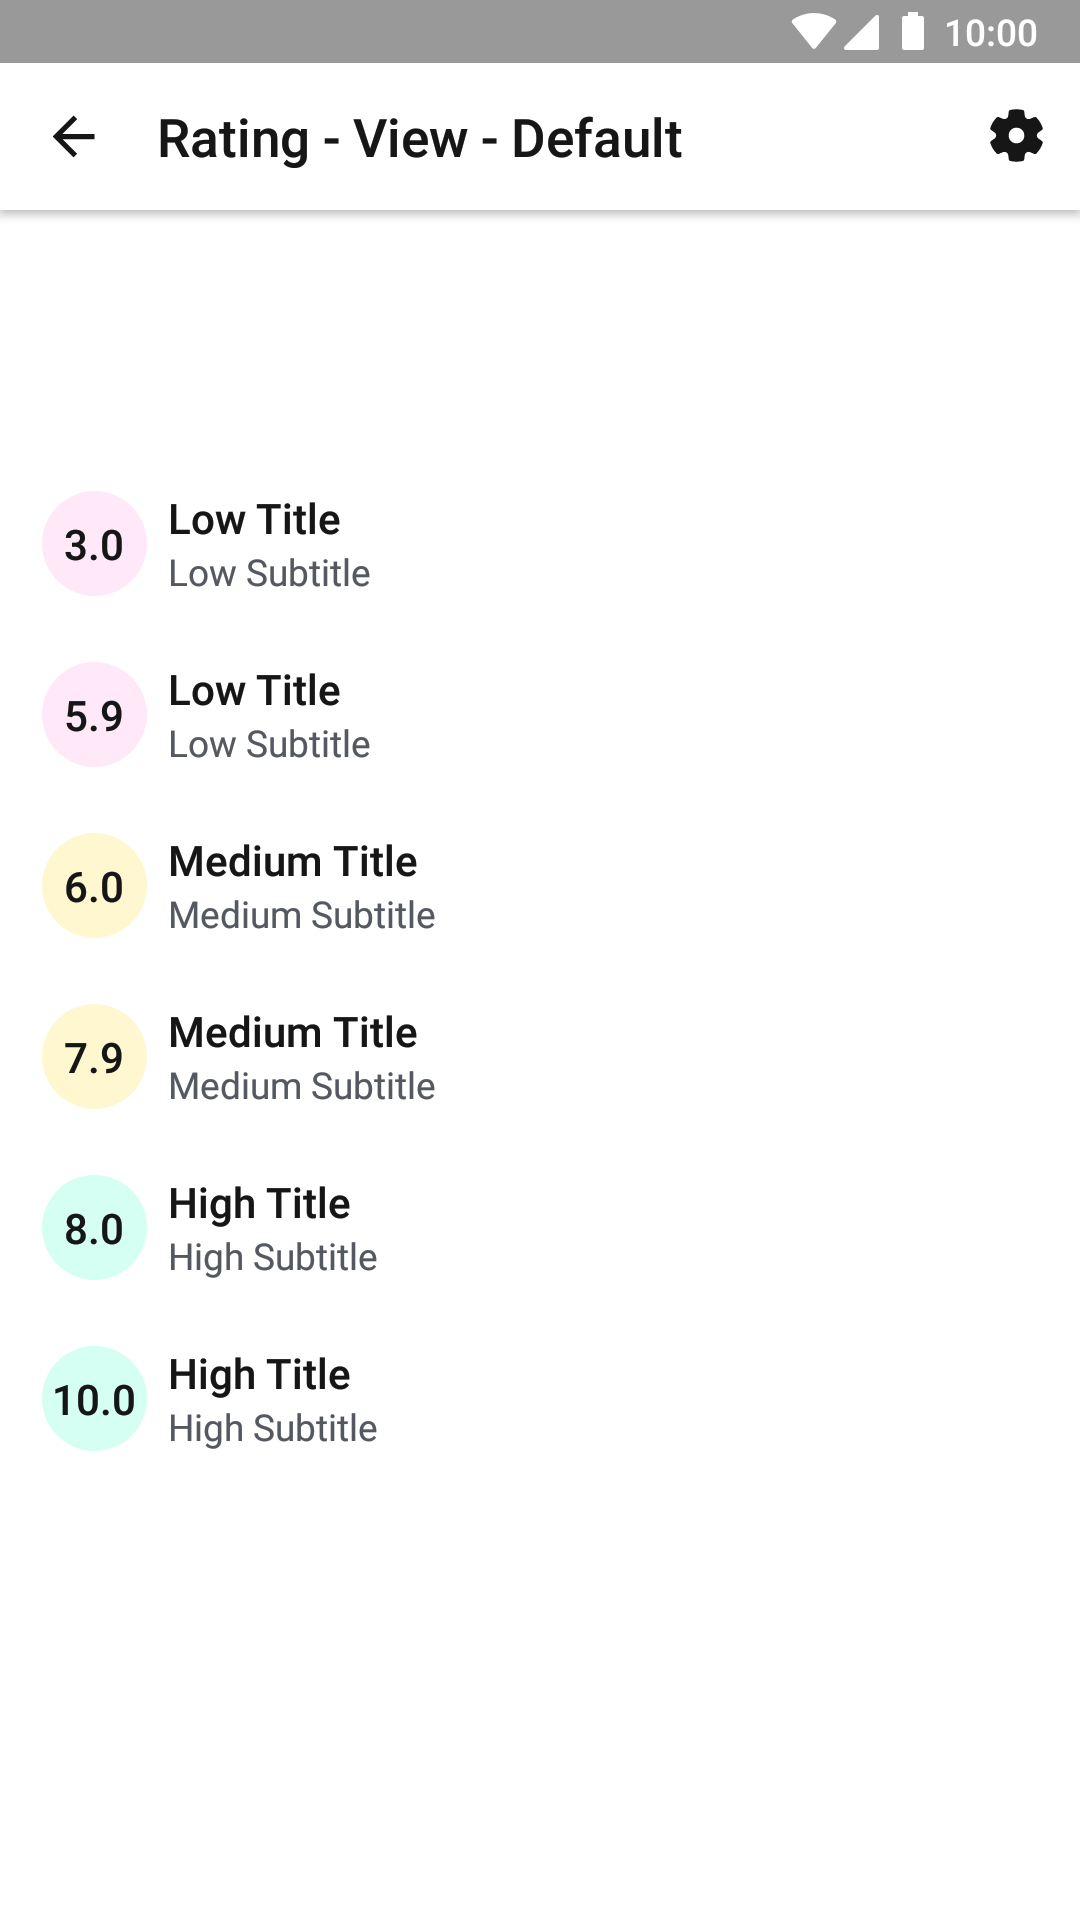 10:00
Rating - View - Default
3.0
Low Title
Low Subtitle
5.9
Low Title
Low Subtitle
6.0
Medium Title
Medium Subtitle
7.9
Medium Title
Medium Subtitle
8.0
High Title
High Subtitle
10.0
High Title
High Subtitle